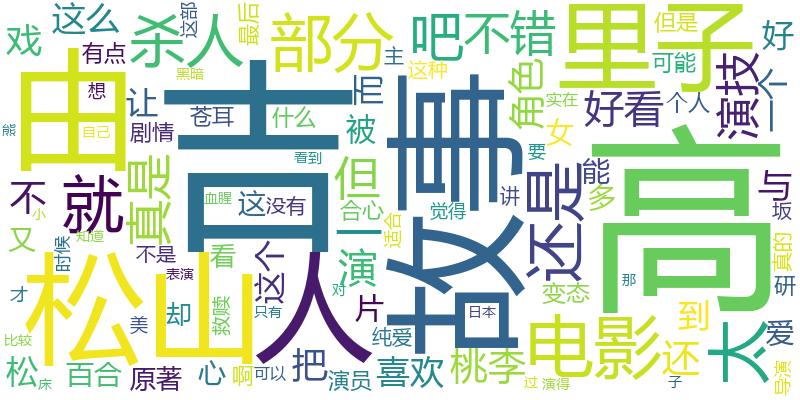 戏
这么
杀人
部分
吧
不错
里子
但是
好
这部
最后
有点
黑暗
想
主
这种
可能
由
吉
事
高
角色
演技
一个
让
苍耳
什么
而
实在
好看
个人
熊
自己
剧情
被
看到
女
要
就
真是
但
还是
能
不
血腥
这
没有
合心
觉得
讲
多
与
坂
小
又
知道
不是
看
这个
一
演
适合
故
真的
时候
松山
人
片
日本
变态
到
太
爱
研
那
才
表演
却
救赎
只有
对
美
把
纯爱
电影
还
比较
松
床
百合
原著
心
啊
可以
演员
喜欢
桃李
过
演得
子
导演